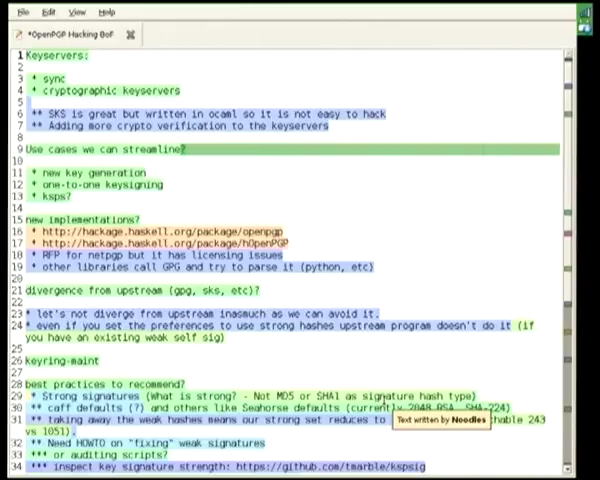 File Edit View Help
*OpenPGP Hacking BoF
1 Keyservers:
2
3 * sync
4 * cryptographic keyservers
5
6 ** SKS is great but written in ocaml so it is not easy to hack
7 ** Adding more crypto verification to the keyservers
8
9 Use cases we can streamline?
10
11 * new key generation
12 * one-to-one keysigning
13 * ksps?
14
15 new implementations?
16 * http://hackage.haskell.org/package/openpgp
17 * http://hackage.haskell.org/package/hOpenPGP
18 * RFP for netpgp but it has licensing issues
19 * other libraries call GPG and try to parse it (python, etc)
20
21 divergence from upstream (gpg, sks, etc)?
22
23 * let's not diverge from upstream inasmuch as we can avoid it.
24 * even if you set the preferences to use strong hashes upstream program doesn't do it (if
you have an existing weak self sig)
25
26 keyring-maint
27
28 best practices to recommend?
29 * Strong signatures (What is strong? - Not MD5 or SHA1 as signature hash type)
30 ** caff defaults (?) and others like Seahorse defaults (currently 2048 RSA, SHA-224)
31 ** taking away the weak hashes means our strong set reduces to chable 243
vs 1051).
Text written by Needles
32 ** Need HOWTO on "fixing" weak signatures
33 *** or auditing scripts?
34 *** inspect key signature strength: https://github.com/tmarble/kspsig